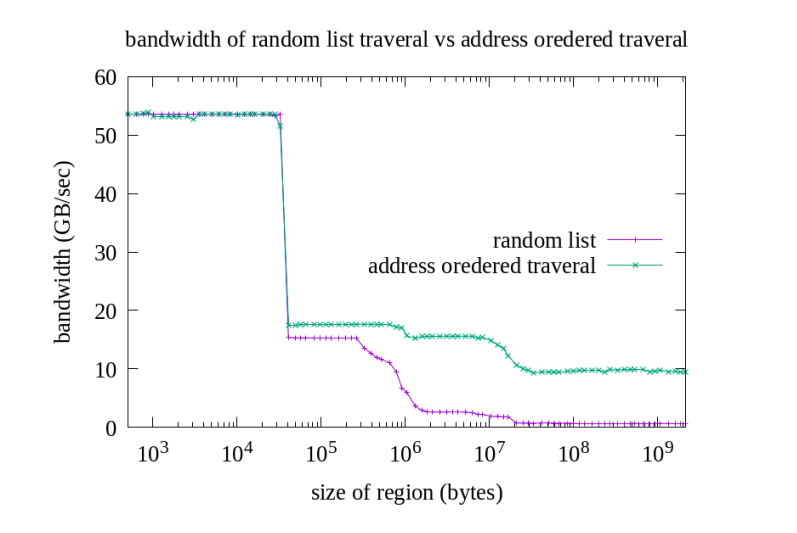 bandwidth of random list traveral vs address oredered traveral
60
50
40
30
20
10
0
bandwidth (GB/sec)
random list
address oredered traveral
10³ 10⁴ 10⁵ 10⁶ 10⁷ 10⁸ 10⁹
size of region (bytes)